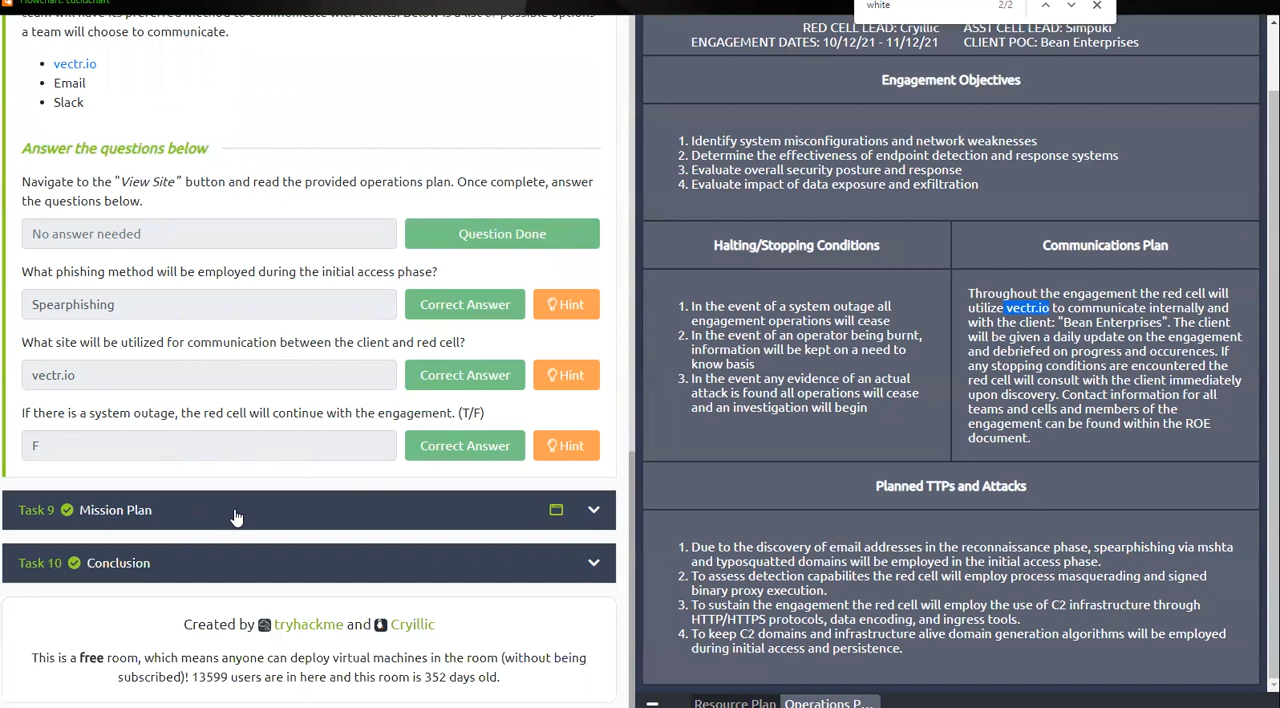 Flowchart: Lucidchart
white
2/2
team will have its preferred method to communicate with clients. Below is a list of possible options
a team will choose to communicate.
vectr.io
Email
Slack
Answer the questions below
Navigate to the "View Site" button and read the provided operations plan. Once complete, answer
the questions below.
No answer needed
Question Done
What phishing method will be employed during the initial access phase?
Spearphishing
Correct Answer
Hint
What site will be utilized for communication between the client and red cell?
vectr.io
Correct Answer
Hint
If there is a system outage, the red cell will continue with the engagement. (T/F)
F
Correct Answer
Hint
Task 9 Mission Plan
Task 10 Conclusion
Created by tryhackme and Cryillic
This is a free room, which means anyone can deploy virtual machines in the room (without being
subscribed)! 13599 users are in here and this room is 352 days old.
RED CELL LEAD: Cryillic
ASST CELL LEAD: Simpuki
ENGAGEMENT DATES: 10/12/21 - 11/12/21
CLIENT POC: Bean Enterprises
Engagement Objectives
1. Identify system misconfigurations and network weaknesses
2. Determine the effectiveness of endpoint detection and response systems
3. Evaluate overall security posture and response
4. Evaluate impact of data exposure and exfiltration
Halting/Stopping Conditions
1. In the event of a system outage all
engagement operations will cease
2. In the event of an operator being burnt,
information will be kept on a need to
know basis
3. In the event any evidence of an actual
attack is found all operations will cease
and an investigation will begin
Communications Plan
Throughout the engagement the red cell will
utilize vectr.io to communicate internally and
with the client: "Bean Enterprises". The client
will be given a daily update on the engagement
and debriefed on progress and occurences. If
any stopping conditions are encountered the
red cell will consult with the client immediately
upon discovery. Contact information for all
teams and cells and members of the
engagement can be found within the ROE
document.
Planned TTPs and Attacks
1. Due to the discovery of email addresses in the reconnaissance phase, spearphishing via mshta
and typosquatted domains will be employed in the initial access phase.
2. To assess detection capabilites the red cell will employ process masquerading and signed
binary proxy execution.
3. To sustain the engagement the red cell will employ the use of C2 infrastructure through
HTTP/HTTPS protocols, data encoding, and ingress tools.
4. To keep C2 domains and infrastructure alive domain generation algorithms will be employed
during initial access and persistence.
Resource Plan
Operations P...